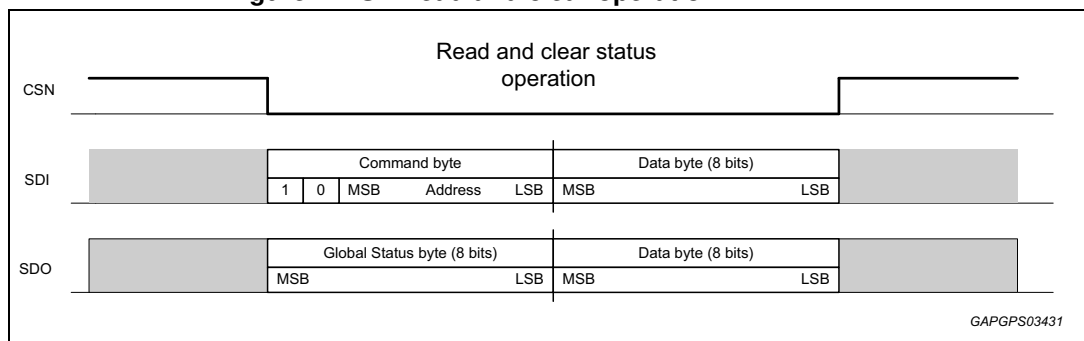 Read and clear status
operation
CSN
Command byte
Data byte (8 bits)
SDI
1 0 MSB Address LSB MSB LSB
Global Status byte (8 bits)
Data byte (8 bits)
SDO
MSB LSB MSB LSB
GAPGPS03431